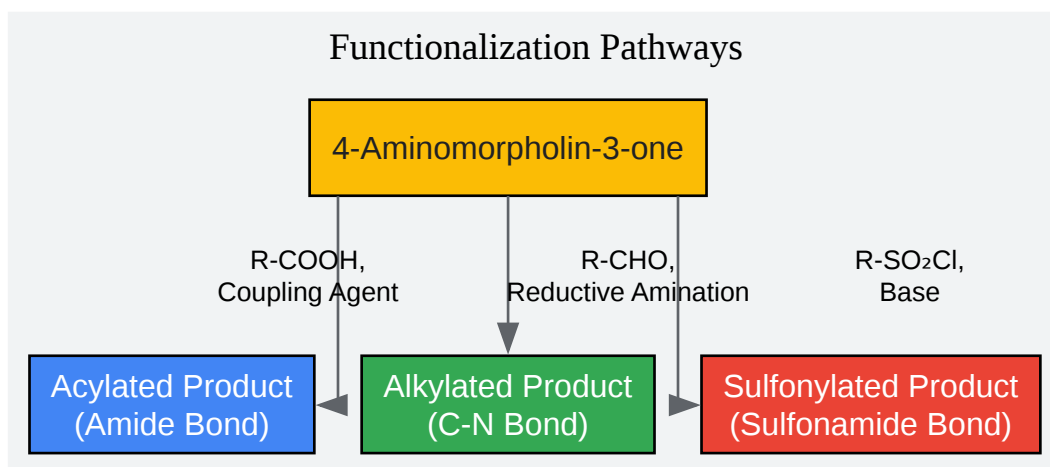 Functionalization Pathways
4-Aminomorpholin-3-one
R-COOH,
Coupling Agent
R-CHO,
Reductive Amination
R-SO₂Cl,
Base
Acylated Product
(Amide Bond)
Alkylated Product
(C-N Bond)
Sulfonylated Product
(Sulfonamide Bond)